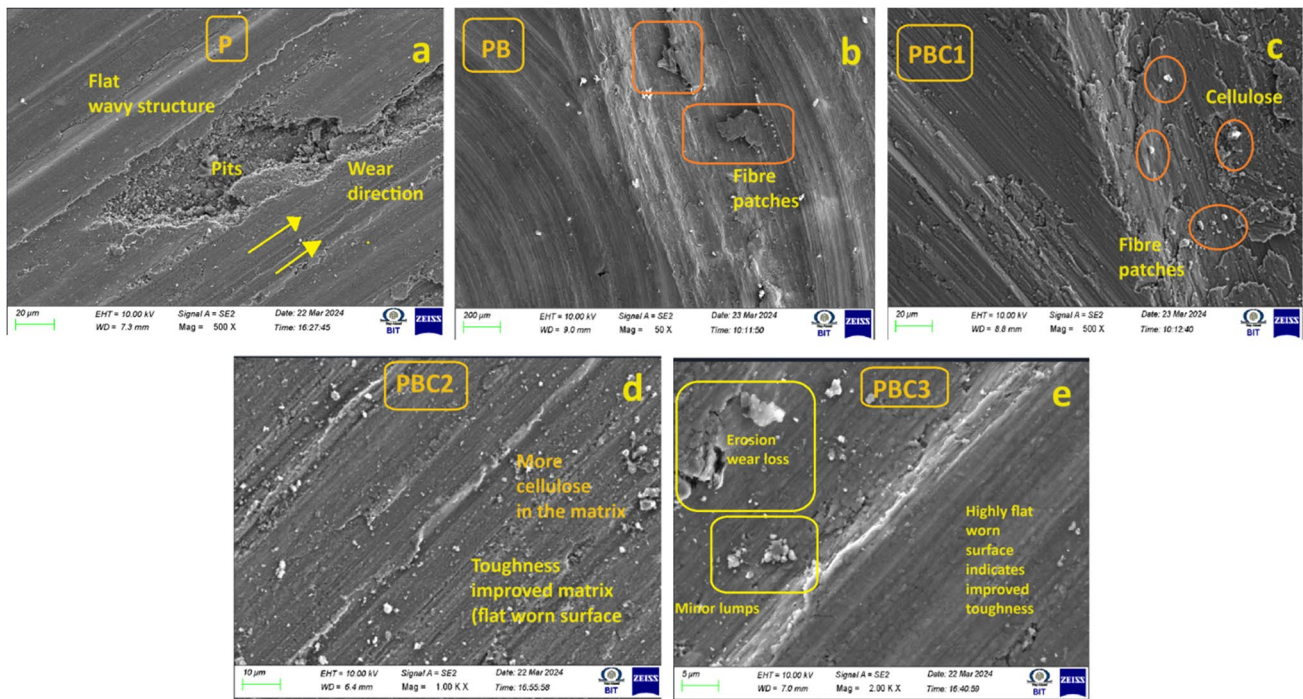 P
a
Flat
wavy structure
Pits
Wear
direction
20 µm
EHT = 10.00 kV
Signal A = SE2
Date: 22 Mar 2024
WD = 7.3 mm
Mag = 500 X
Time: 16:27:45
BIT
ZEISS
PB
b
Fibre
patches
200 µm
EHT = 10.00 kV
Signal A = SE2
Date: 23 Mar 2024
WD = 9.0 mm
Mag = 50 X
Time: 10:11:50
BIT
ZEISS
PBC1
c
Cellulose
Fibre
patches
20 µm
EHT = 10.00 kV
Signal A = SE2
Date: 23 Mar 2024
WD = 8.8 mm
Mag = 500 X
Time: 10:12:40
BIT
ZEISS
PBC2
d
More
cellulose
in the matrix
Toughness
improved matrix
(flat worn surface
10 µm
EHT = 10.00 kV
Signal A = SE2
Date: 22 Mar 2024
WD = 6.4 mm
Mag = 1.00 K X
Time: 16:55:58
BIT
ZEISS
PBC3
e
Erosion
wear loss
Highly flat
worn
surface
indicates
improved
toughness
Minor lumps
5 µm
EHT = 10.00 kV
Signal A = SE2
Date: 22 Mar 2024
WD = 7.0 mm
Mag = 2.00 K X
Time: 16:40:59
BIT
ZEISS